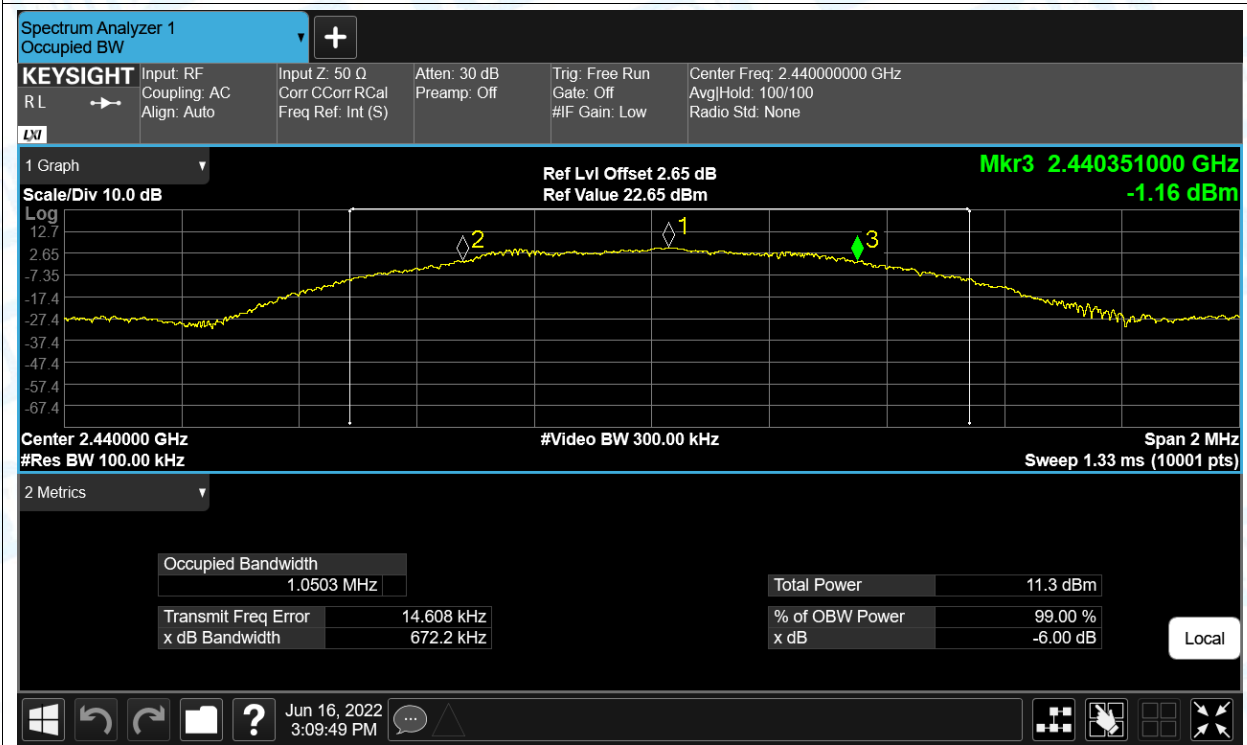 Spectrum Analyzer 1
Occupied BW
+
KEYSIGHT
R L
LXI
Input: RF
Coupling: AC
Align: Auto
Input Z: 50 Ω
Corr CCorr RCal
Freq Ref: Int (S)
Atten: 30 dB
Preamp: Off
Trig: Free Run
Gate: Off
#IF Gain: Low
Center Freq: 2.440000000 GHz
Avg|Hold: 100/100
Radio Std: None
1 Graph
Scale/Div 10.0 dB
Ref Lvl Offset 2.65 dB
Ref Value 22.65 dBm
Mkr3 2.440351000 GHz
-1.16 dBm
Log
12.7
2.65
-7.35
-17.4
-27.4
-37.4
-47.4
-57.4
-67.4
2
1
3
Center 2.440000 GHz
#Res BW 100.00 kHz
#Video BW 300.00 kHz
Span 2 MHz
Sweep 1.33 ms (10001 pts)
2 Metrics
Occupied Bandwidth
1.0503 MHz
Transmit Freq Error 14.608 kHz
x dB Bandwidth 672.2 kHz
Total Power 11.3 dBm
% of OBW Power 99.00 %
x dB -6.00 dB
Local
?
Jun 16, 2022
3:09:49 PM